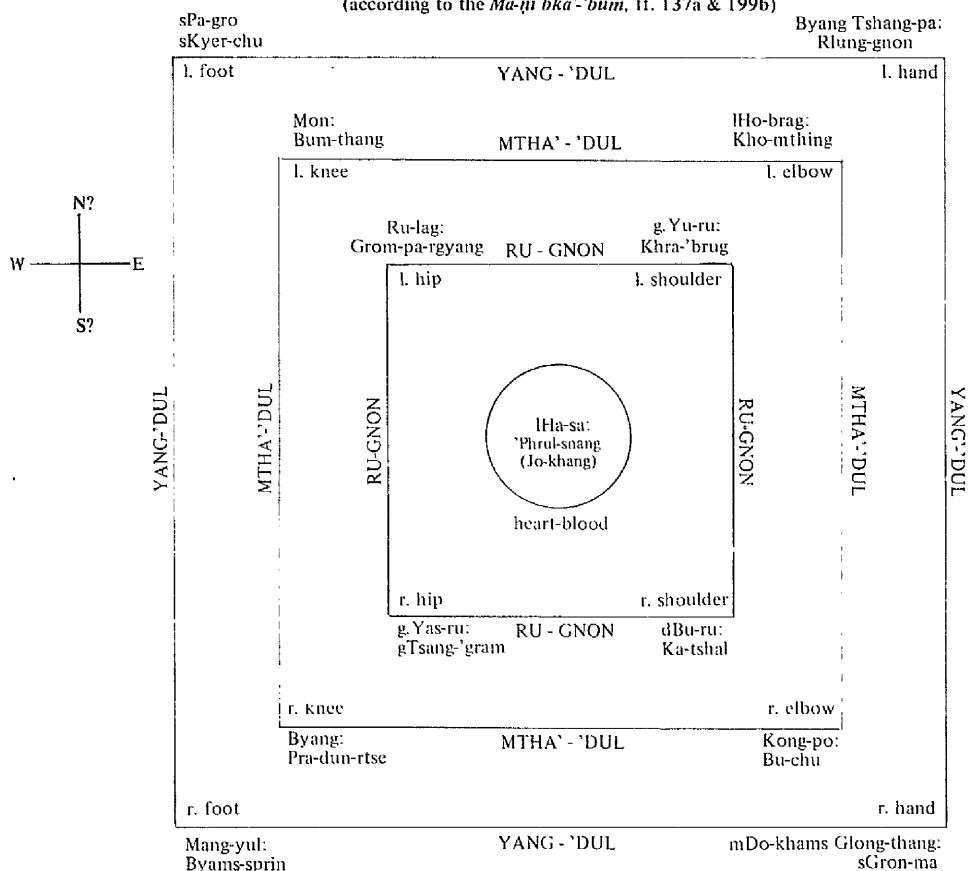 (according to the Ma-ṇi bka'-'bum, ff. 137a & 199b)
sPa-gro
sKyer-chu
Byang Tshang-pa:
Rlung-gnon
l. foot
YANG - 'DUL
l. hand
Mon:
Bum-thang
MTHA' - 'DUL
lHo-brag:
Kho-mthing
l. knee
l. elbow
N?
W
E
S?
Ru-lag:
Grom-pa-rgyang
RU - GNON
g.Yu-ru:
Khra-'brug
l. hip
l. shoulder
YANG-'DUL
MTHA'-'DUL
RU-GNON
lHa-sa:
'Phrul-snang
(Jo-khang)
heart-blood
RU-GNON
MTHA'-'DUL
YANG-'DUL
r. hip
r. shoulder
g.Yas-ru:
gTsang-'gram
RU - GNON
dBu-ru:
Ka-tshal
r. knee
r. elbow
Byang:
Pra-dun-rtse
MTHA' - 'DUL
Kong-po:
Bu-chu
r. foot
r. hand
Mang-yul:
Byams-sprin
YANG - 'DUL
mDo-khams Glong-thang:
sGron-ma